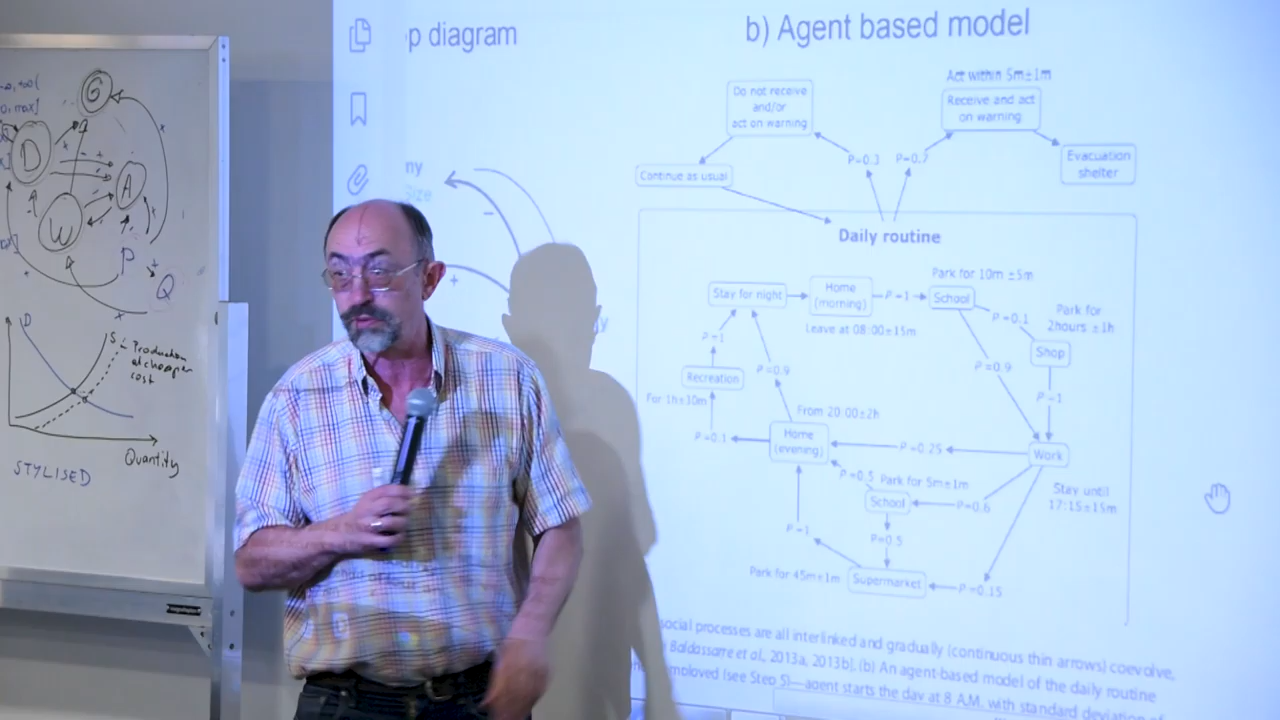 G
D
A
W
P
Q
D
S
Production
at cheaper
cost
Quantity
STYLISED
p diagram
ny
size
−
+
b) Agent based model
Do not receive
and/or
act on warning
Act within 5m±1m
Receive and act
on warning
Continue as usual
P=0.3
P=0.7
Evacuation
shelter
Daily routine
Stay for night
Home
(morning)
P=1
School
Park for 10m ±5m
Leave at 08:00±15m
P=0.1
Park for
2hours ±1h
Shop
P=1
Recreation
For 1h±30m
P=0.9
P=0.9
P=1
From 20:00±2h
P=0.1
Home
(evening)
P=0.25
Work
P=0.5
Park for 5m±1m
School
P=0.6
Stay until
17:15±15m
P=1
P=0.5
Park for 45m±1m
Supermarket
P=0.15
social processes are all interlinked and gradually (continuous thin arrows) coevolve,
Baldassarre et al., 2013a, 2013b]. (b) An agent-based model of the daily routine
mployed (see Step 5)—agent starts the day at 8 A.M. with standard deviation of